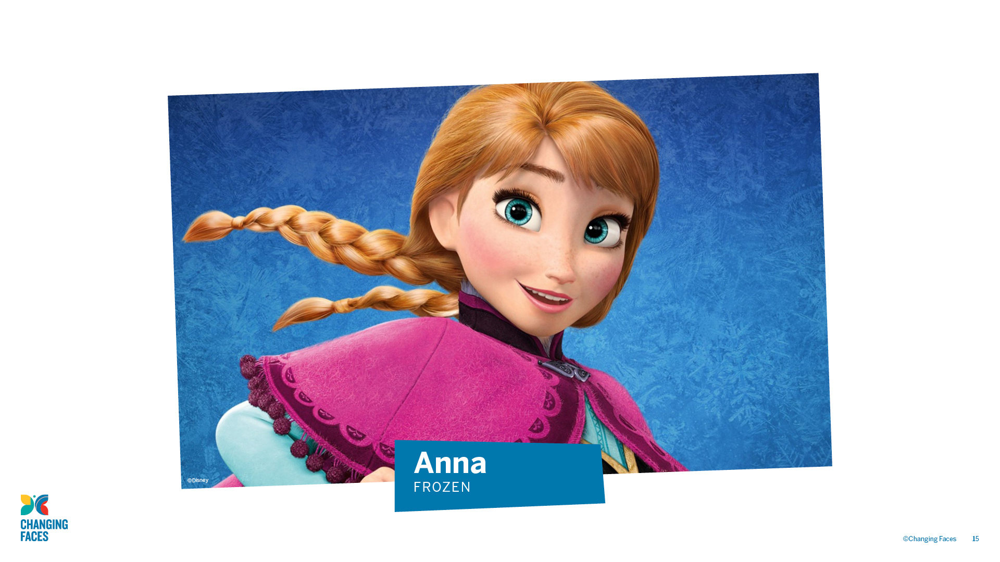 ©Disney
Anna
FROZEN
CHANGING
FACES
©Changing Faces 15